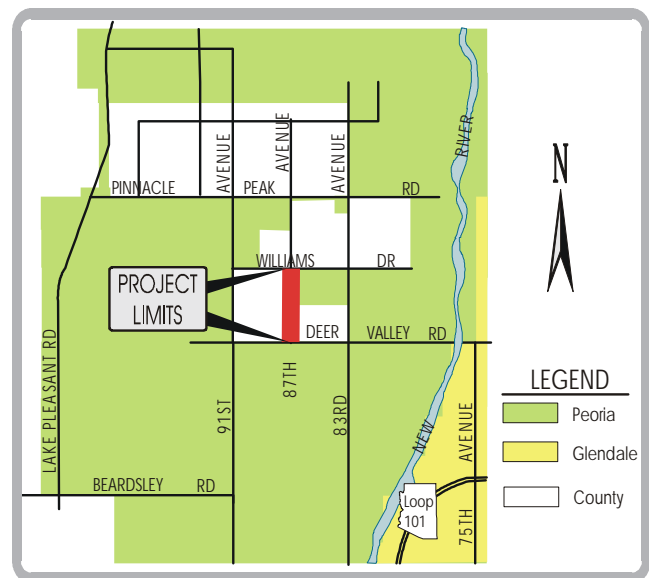 AVENUE
AVENUE
AVENUE
RIVER
N
PINNACLE PEAK RD
WILLIAMS DR
PROJECT
LIMITS
DEER VALLEY RD
LAKE PLEASANT RD
91ST
87TH
83RD
NEW
AVENUE
75TH
BEARDSLEY RD
Loop
101
LEGEND
Peoria
Glendale
County